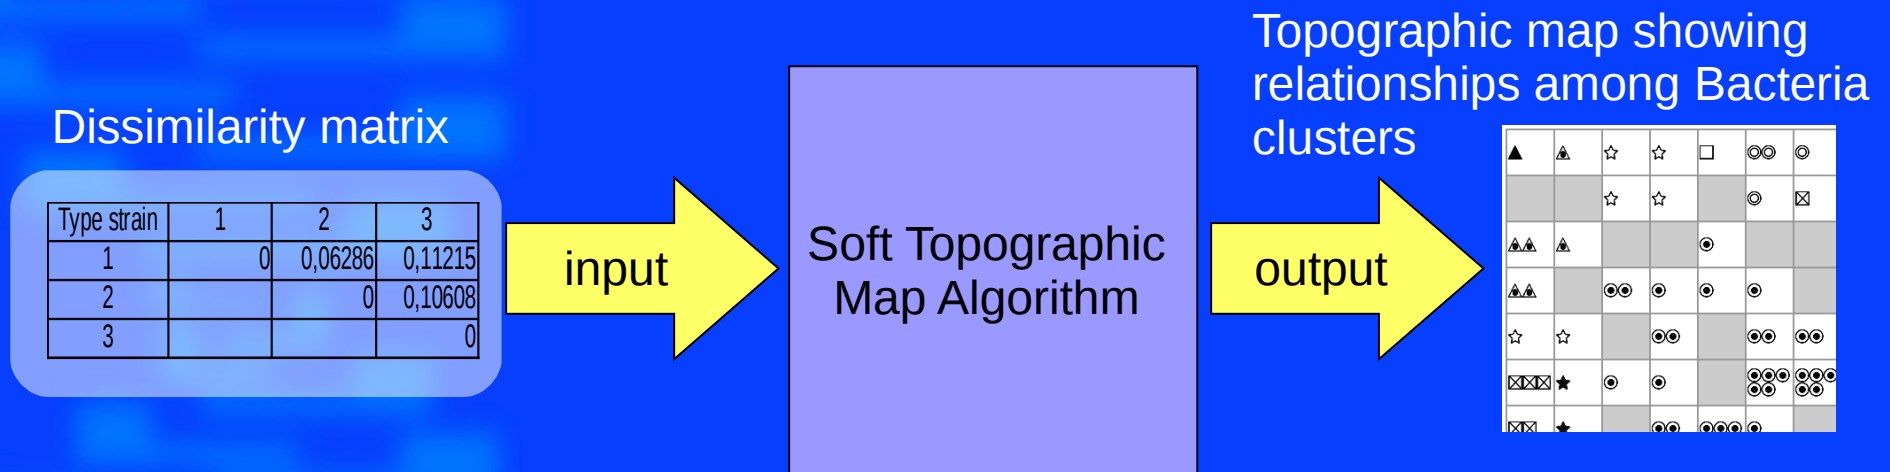 Topographic map showing
relationships among Bacteria
clusters
Dissimilarity matrix
Type strain 1 2 3
1 0 0,06286 0,11215
2 0 0,10608
3 0
input
Soft Topographic
Map Algorithm
output